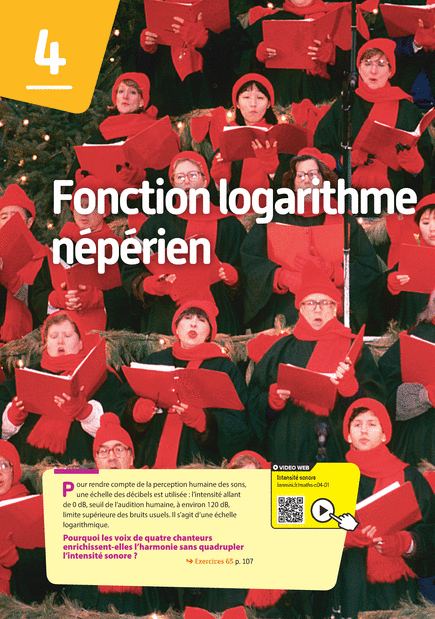 4
Fonction logarithme
népérien
VIDEO WEB
Intensité sonore
lienmini.fr/maths-c04-01
Pour rendre compte de la perception humaine des sons,
une échelle des décibels est utilisée : l'intensité allant
de 0 dB, seuil de l'audition humaine, à environ 120 dB,
limite supérieure des bruits usuels. Il s'agit d'une échelle
logarithmique.
Pourquoi les voix de quatre chanteurs
enrichissent-elles l'harmonie sans quadrupler
l'intensité sonore ?
↪ Exercices 65 p. 107